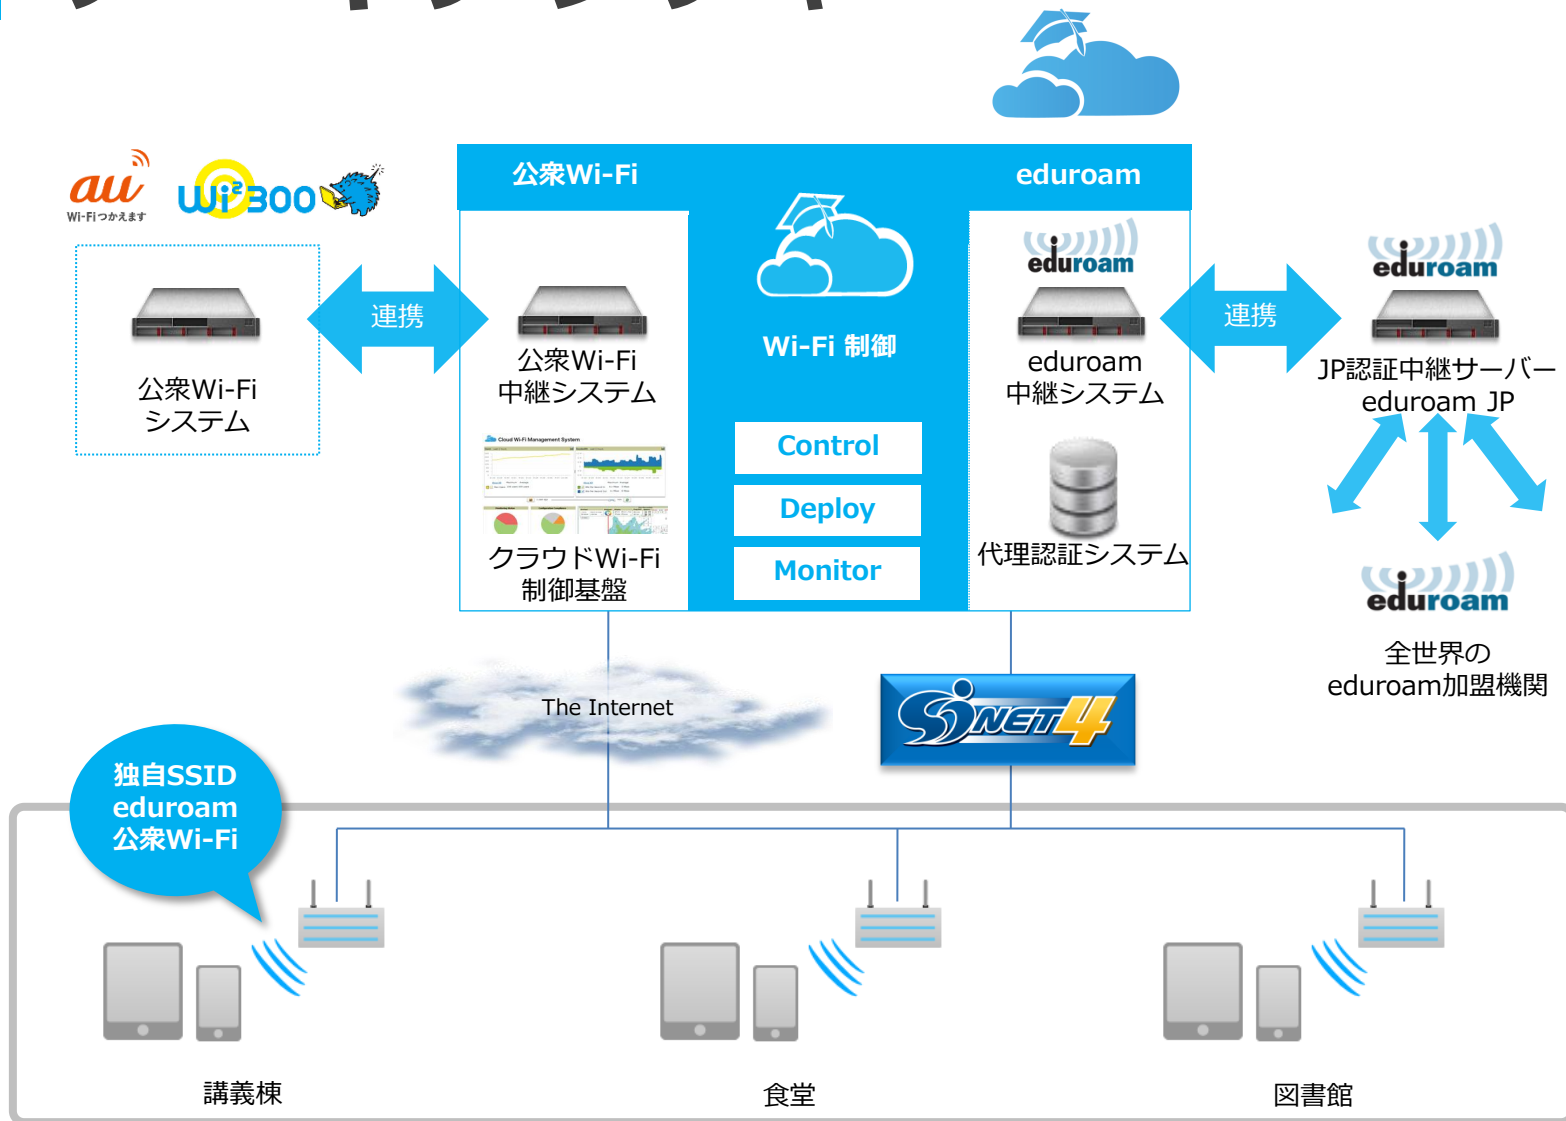 au
Wi-Fiつかえます
Wi2 300
公衆Wi-Fi
eduroam
公衆Wi-Fi
システム
連携
公衆Wi-Fi
中継システム
Cloud Wi-Fi Management System
クラウドWi-Fi
制御基盤
Wi-Fi 制御
Control
Deploy
Monitor
eduroam
eduroam
中継システム
代理認証システム
連携
eduroam
JP認証中継サーバー
eduroam JP
eduroam
全世界の
eduroam加盟機関
The Internet
SINET4
独自SSID
eduroam
公衆Wi-Fi
講義棟
食堂
図書館